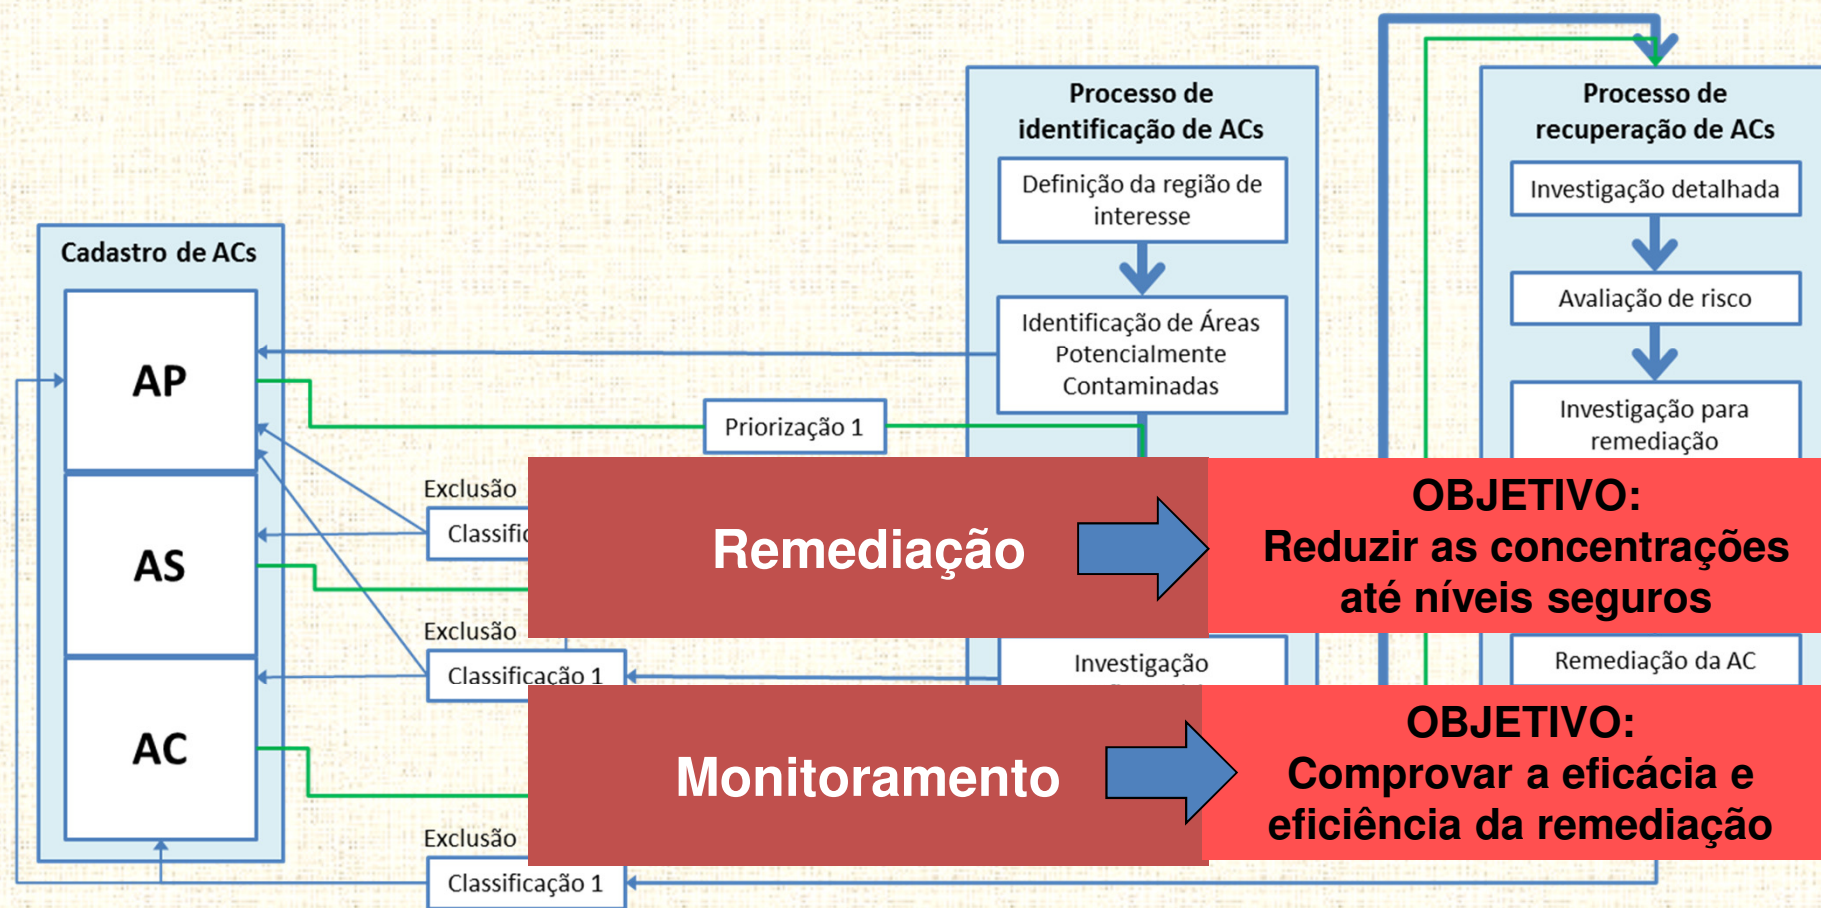 Processo de
identificação de ACs
Definição da região de
interesse
Identificação de Áreas
Potencialmente
Contaminadas
Processo de
recuperação de ACs
Investigação detalhada
Avaliação de risco
Investigação para
remediação
Cadastro de ACs
AP
AS
AC
Priorização 1
Exclusão
Exclusão
Classificação 1
Exclusão
Classificação 1
Remediação
OBJETIVO:
Reduzir as concentrações
até níveis seguros
Investigação
Remediação da AC
Monitoramento
OBJETIVO:
Comprovar a eficácia e
eficiência da remediação